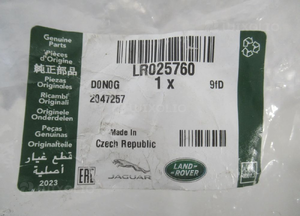 Genuine
Parts
Pièces
d'Origine
純正部品
Piezas
Originales
Ricambi
Originali
Originele
Onderdelen
Peças
Genuínas
Originalteile
قطع غيار
أصلية
2023
LR025760
D0N0G
1 x
2047257
Made In
Czech Republic
EAC
JAGUAR
LAND-
ROVER